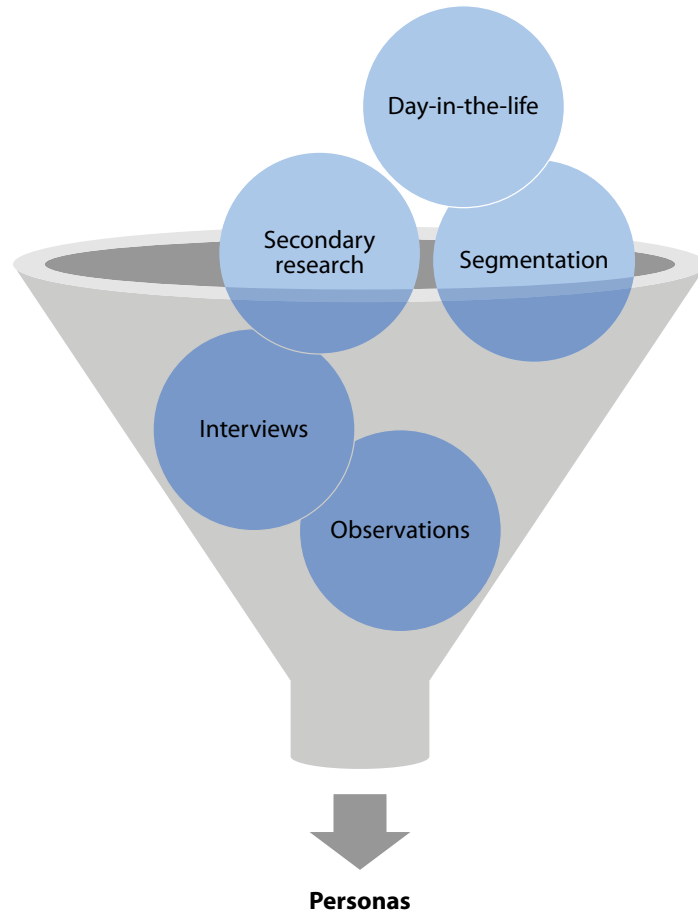 Day-in-the-life
Secondary
research
Segmentation
Interviews
Observations
Personas